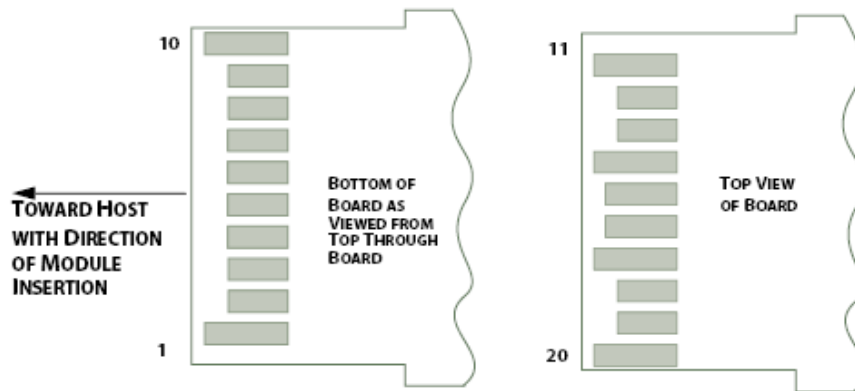 10
TOWARD HOST
WITH DIRECTION
OF MODULE
INSERTION
1
BOTTOM OF
BOARD AS
VIEWED FROM
TOP THROUGH
BOARD
11
TOP VIEW
OF BOARD
20